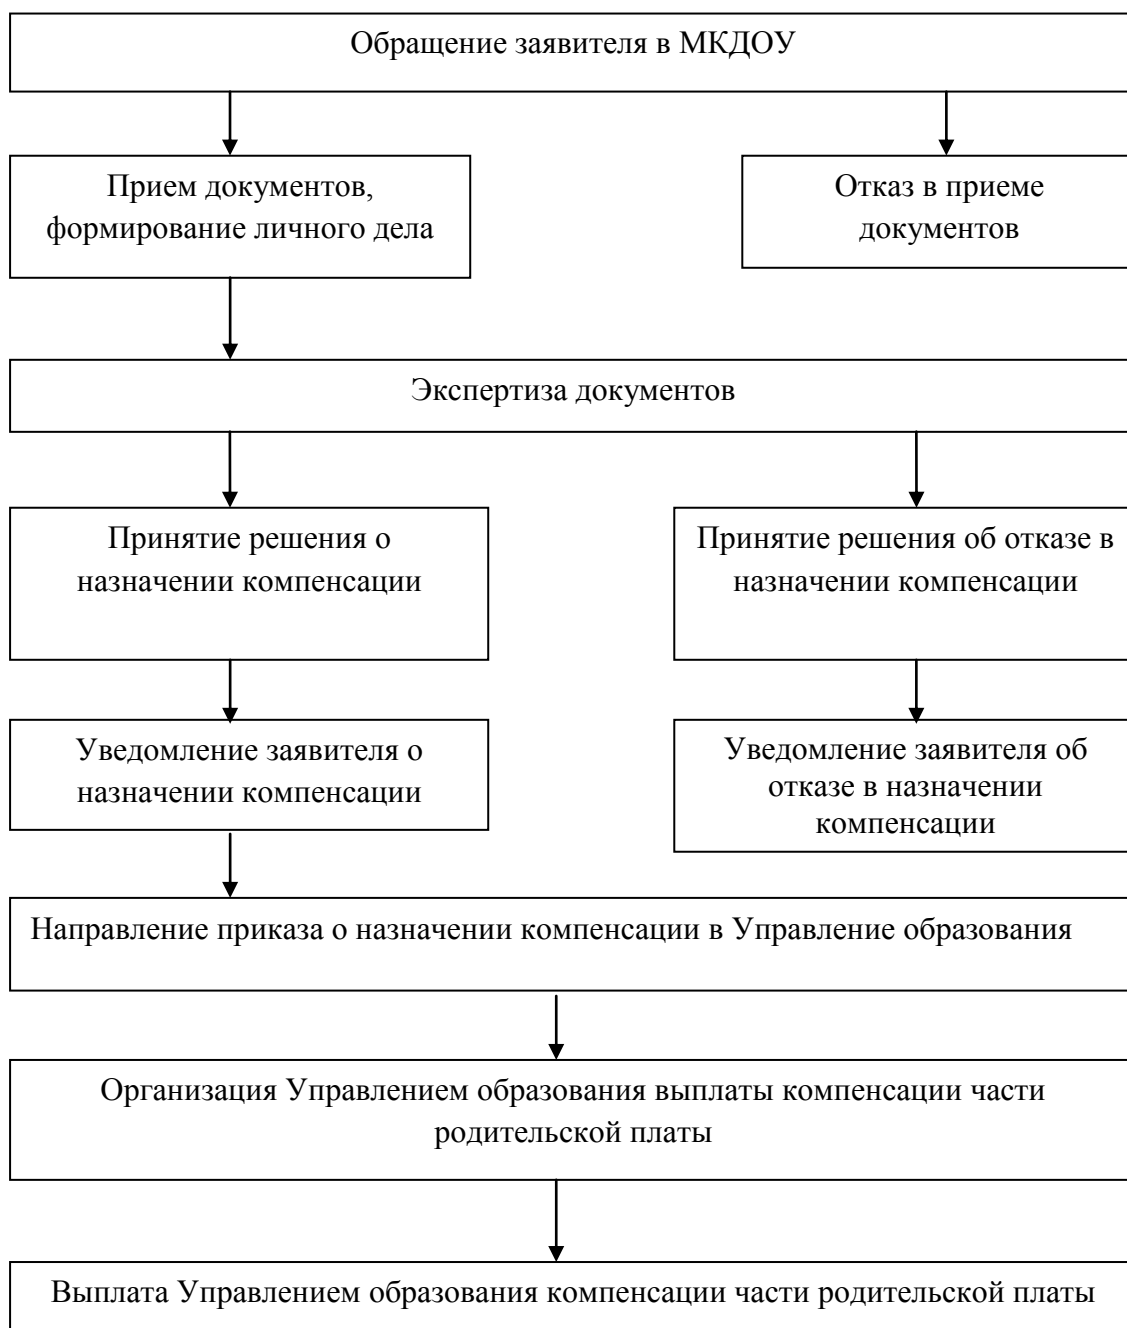 Обращение заявителя в МКДОУ
Прием документов,
формирование личного дела
Отказ в приеме
документов
Экспертиза документов
Принятие решения о
назначении компенсации
Принятие решения об отказе в
назначении компенсации
Уведомление заявителя о
назначении компенсации
Уведомление заявителя об
отказе в назначении
компенсации
Направление приказа о назначении компенсации в Управление образования
Организация Управлением образования выплаты компенсации части
родительской платы
Выплата Управлением образования компенсации части родительской платы